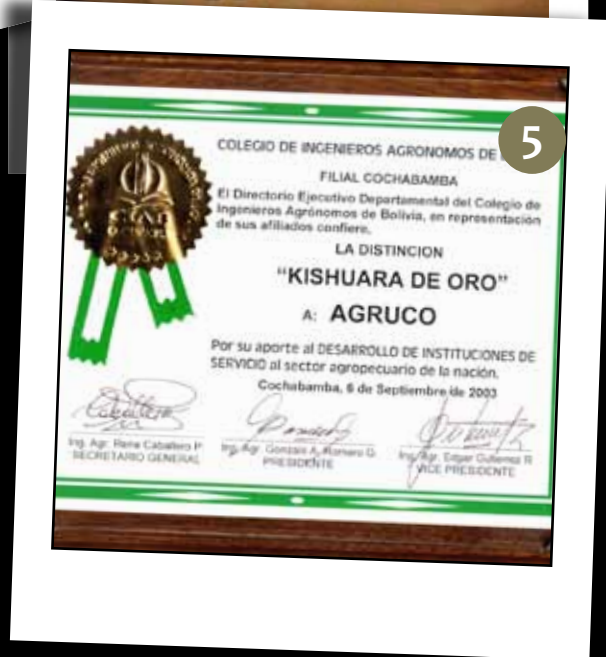 5
COLEGIO DE INGENIEROS AGRONOMOS DE
FILIAL COCHABAMBA
El Directorio Ejecutivo Departamental del Colegio de
Ingenieros Agrónomos de Bolivia, en representación
de sus afiliados confiere,
LA DISTINCION
"KISHUARA DE ORO"
A: AGRUCO
Por su aporte al DESARROLLO DE INSTITUCIONES DE
SERVICIO al sector agropecuario de la nación.
Cochabamba, 6 de Septiembre de 2003
Ing. Agr. Rene Caballero P.
SECRETARIO GENERAL
Ing. Agr. Gonzalo A. Romero G.
PRESIDENTE
Ing. Agr. Edgar Gutierrez R.
VICE PRESIDENTE